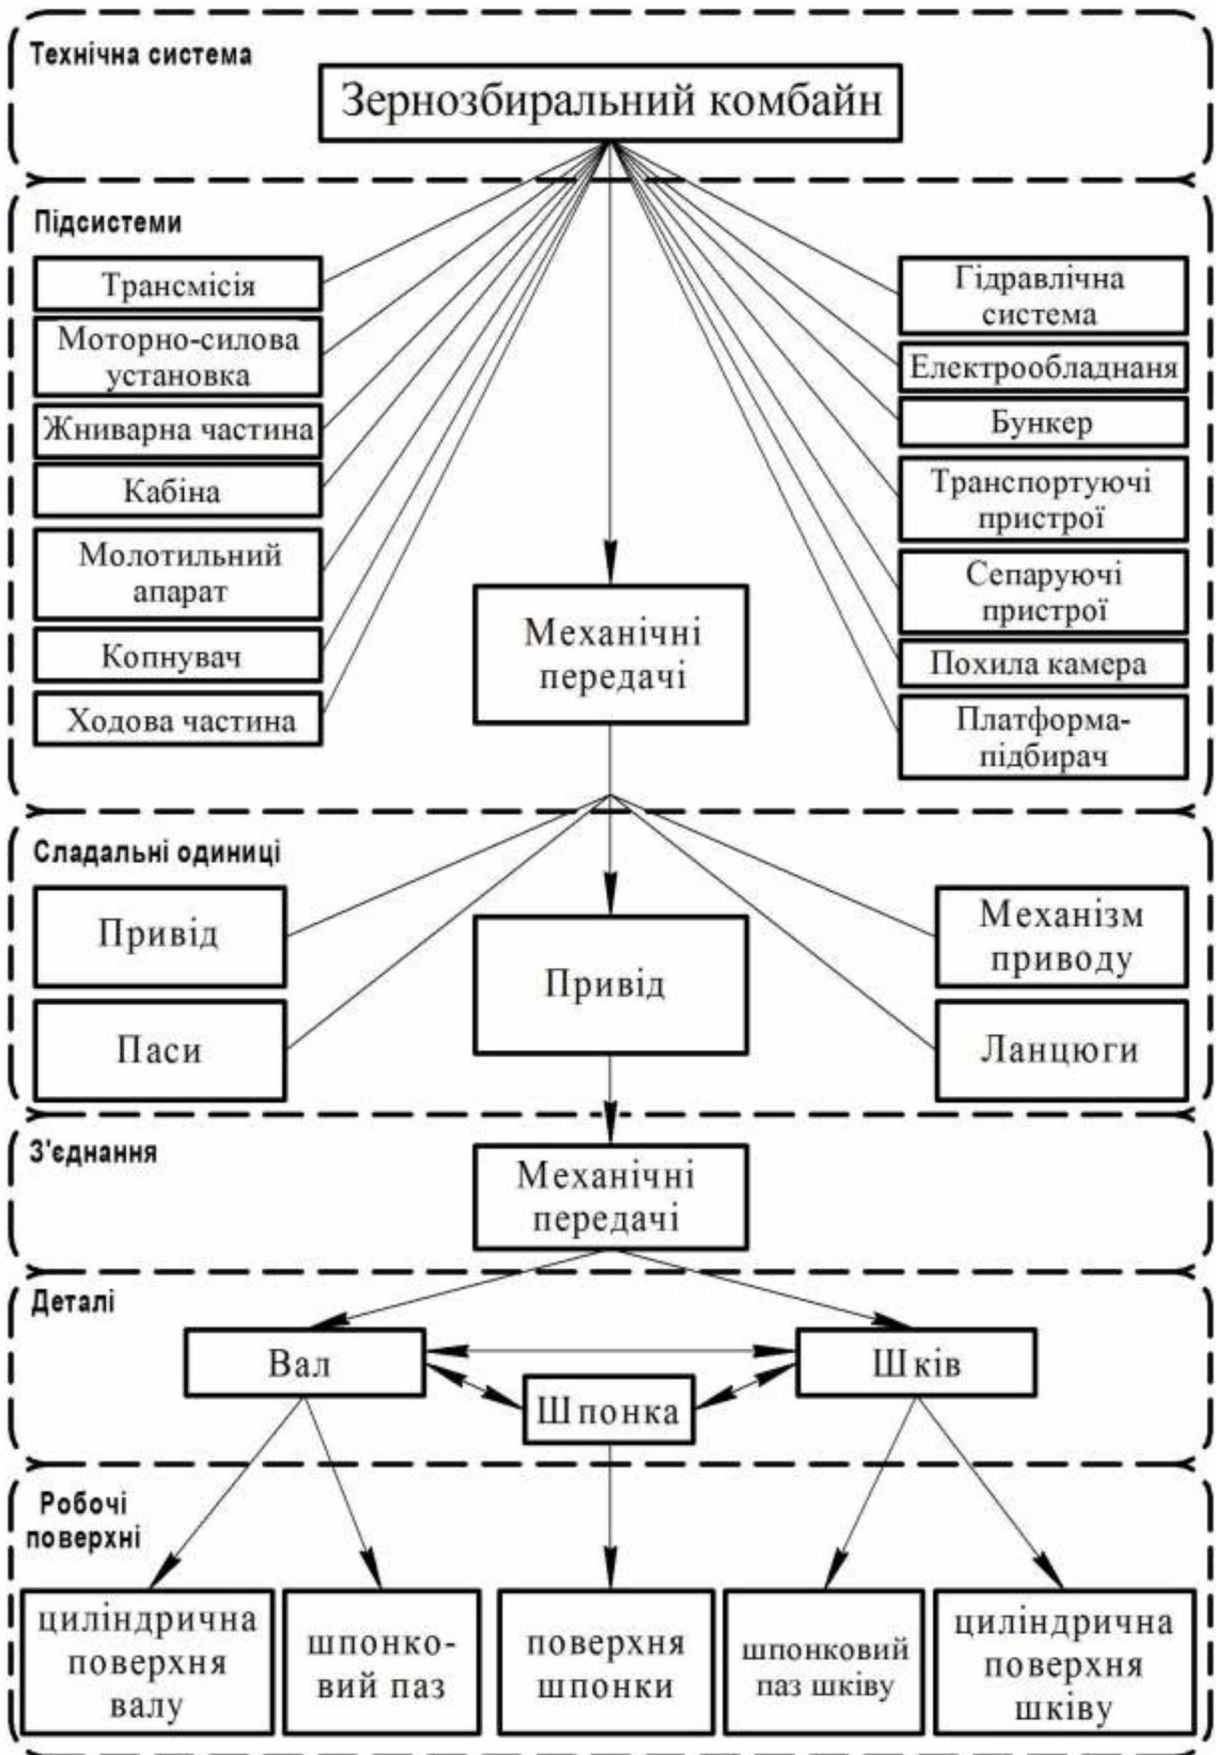 Технічна система
Зернозбиральний комбайн
Підсистеми
Трансмісія
Моторно-силова
установка
Жниварна частина
Кабіна
Молотильний
апарат
Копнувач
Ходова частина
Механічні
передачі
Гідравлічна
система
Електрообладнаня
Бункер
Транспортуючі
пристрої
Сепаруючі
пристрої
Похила камера
Платформа-
підбирач
Сладальні одиниці
Привід
Паси
Привід
Механізм
приводу
Ланцюги
З'єднання
Механічні
передачі
Деталі
Вал
Шпонка
Шків
Робочі
поверхні
циліндрична
поверхня
валу
шпонко-
вий паз
поверхня
шпонки
шпонковий
паз шківу
циліндрична
поверхня
шківу